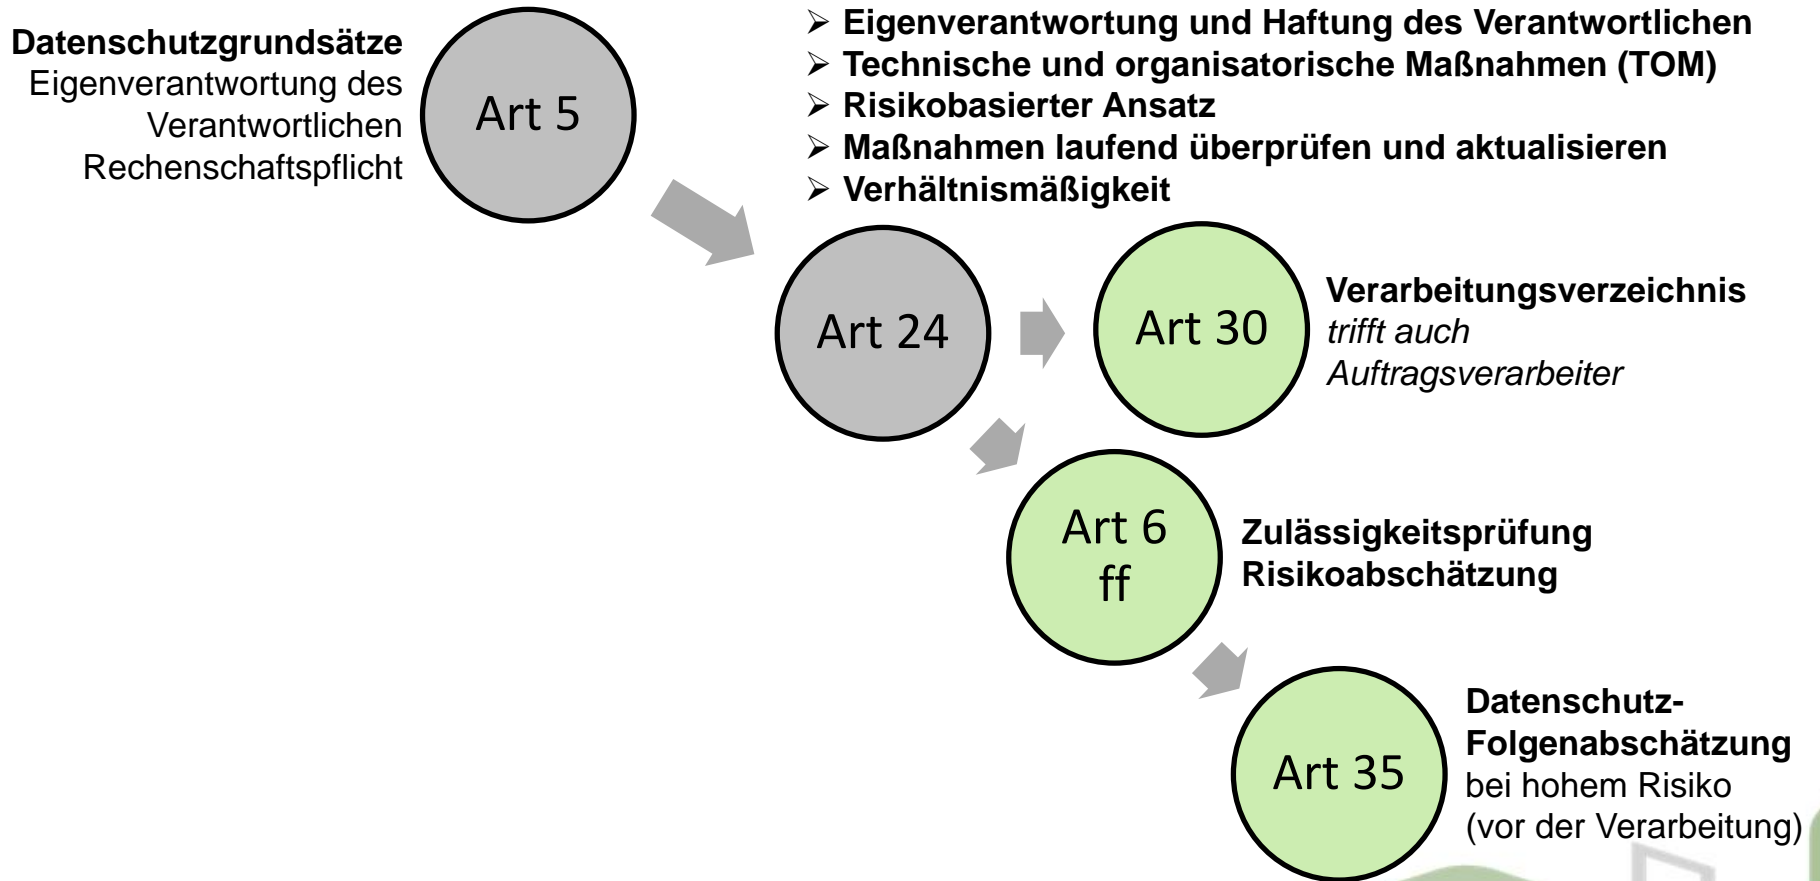 Datenschutzgrundsätze
Eigenverantwortung des
Verantwortlichen
Rechenschaftspflicht
Art 5
➢ Eigenverantwortung und Haftung des Verantwortlichen
➢ Technische und organisatorische Maßnahmen (TOM)
➢ Risikobasierter Ansatz
➢ Maßnahmen laufend überprüfen und aktualisieren
➢ Verhältnismäßigkeit
Art 24
Art 30
Verarbeitungsverzeichnis
trifft auch
Auftragsverarbeiter
Art 6
ff
Zulässigkeitsprüfung
Risikoabschätzung
Art 35
Datenschutz-
Folgenabschätzung
bei hohem Risiko
(vor der Verarbeitung)